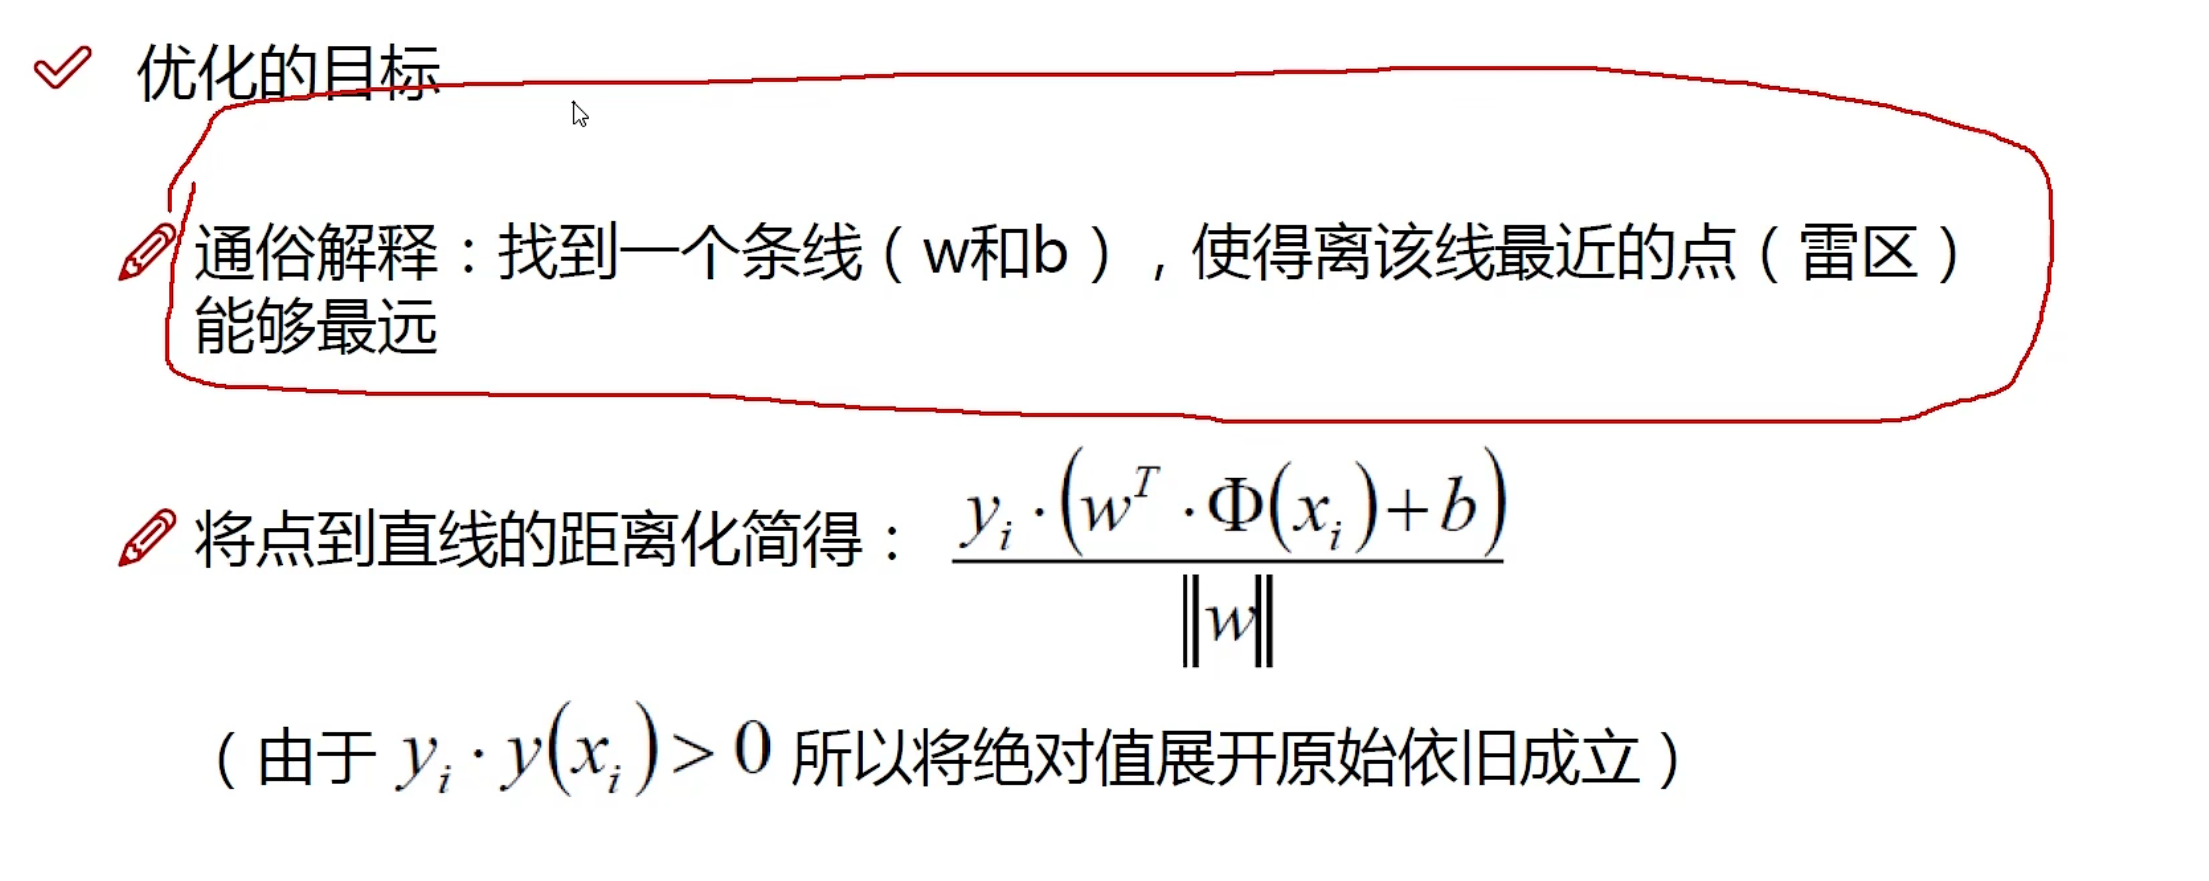 优化的目标
通俗解释：找到一个条线（w和b），使得离该线最近的点（雷区）
能够最远
将点到直线的距离化简得： \frac{y_i \cdot (w^T \cdot \Phi(x_i) + b)}{\|w\|}
（由于 y_i \cdot y(x_i) > 0 所以将绝对值展开原始依旧成立）